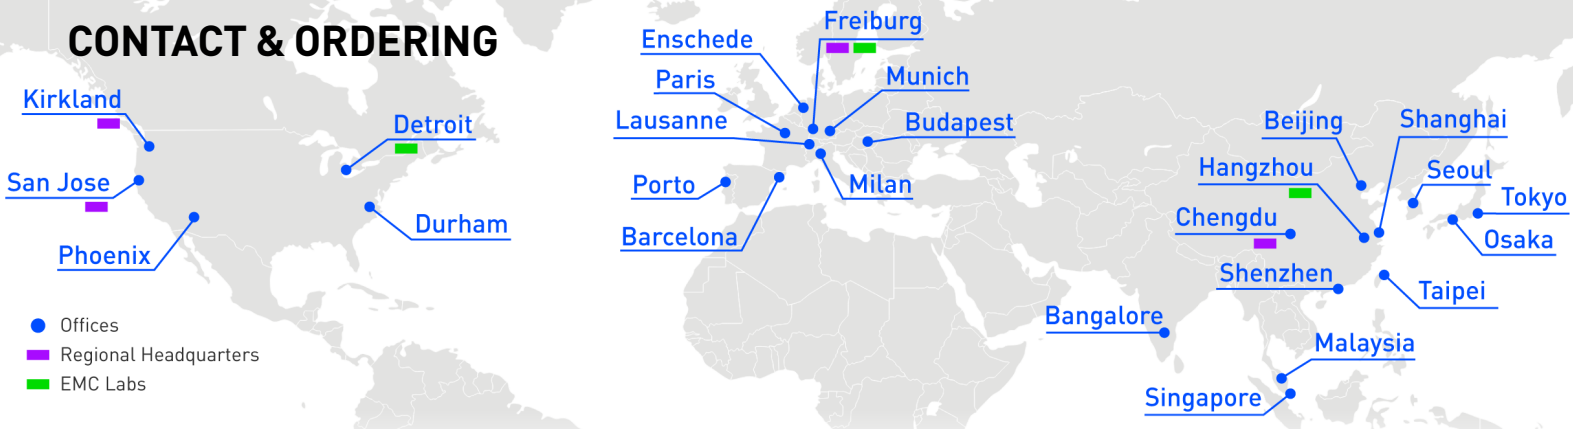 CONTACT & ORDERING
Kirkland
Detroit
San Jose
Durham
Phoenix
Offices
Regional Headquarters
EMC Labs
Freiburg
Enschede
Paris
Munich
Lausanne
Budapest
Porto
Milan
Barcelona
Beijing
Shanghai
Hangzhou
Seoul
Tokyo
Chengdu
Osaka
Shenzhen
Taipei
Bangalore
Malaysia
Singapore